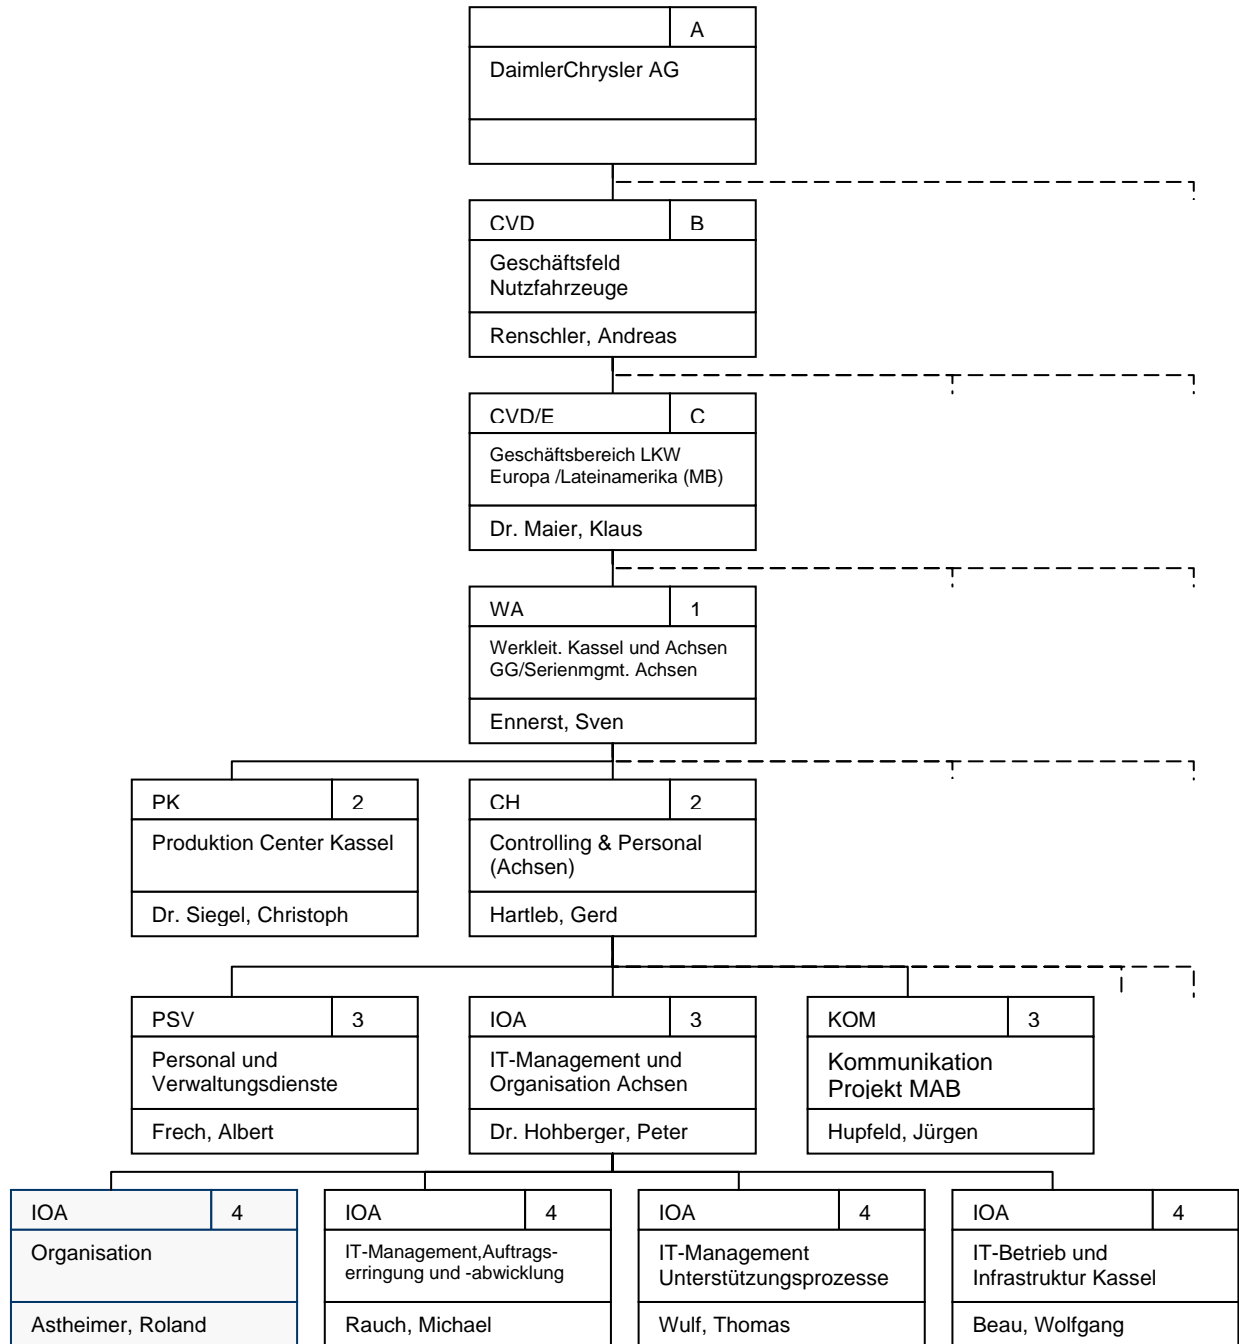 A
DaimlerChrysler AG
CVD B
Geschäftsfeld
Nutzfahrzeuge
Renschler, Andreas
CVD/E C
Geschäftsbereich LKW
Europa /Lateinamerika (MB)
Dr. Maier, Klaus
WA 1
Werkleit. Kassel und Achsen
GG/Serienmgmt. Achsen
Ennerst, Sven
PK 2
Produktion Center Kassel
Dr. Siegel, Christoph
CH 2
Controlling & Personal
(Achsen)
Hartleb, Gerd
PSV 3
Personal und
Verwaltungsdienste
Frech, Albert
IOA 3
IT-Management und
Organisation Achsen
Dr. Hohberger, Peter
KOM 3
Kommunikation
Projekt MAB
Hupfeld, Jürgen
IOA 4
Organisation
Astheimer, Roland
IOA 4
IT-Management,Auftrags-
erringung und -abwicklung
Rauch, Michael
IOA 4
IT-Management
Unterstützungsprozesse
Wulf, Thomas
IOA 4
IT-Betrieb und
Infrastruktur Kassel
Beau, Wolfgang